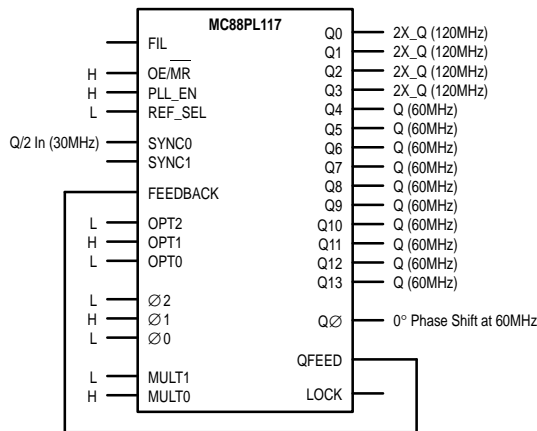 MC88PL117
FIL Q0 2X_Q (120MHz)
Q1 2X_Q (120MHz)
H OE/MR Q2 2X_Q (120MHz)
H PLL_EN Q3 2X_Q (120MHz)
L REF_SEL Q4 Q (60MHz)
Q5 Q (60MHz)
Q/2 In (30MHz) SYNC0 Q6 Q (60MHz)
SYNC1 Q7 Q (60MHz)
FEEDBACK Q8 Q (60MHz)
Q9 Q (60MHz)
L OPT2 Q10 Q (60MHz)
H OPT1 Q11 Q (60MHz)
L OPT0 Q12 Q (60MHz)
Q13 Q (60MHz)
L ∅2
H ∅1 Q∅ 0° Phase Shift at 60MHz
L ∅0
QFEED
L MULT1
H MULT0 LOCK